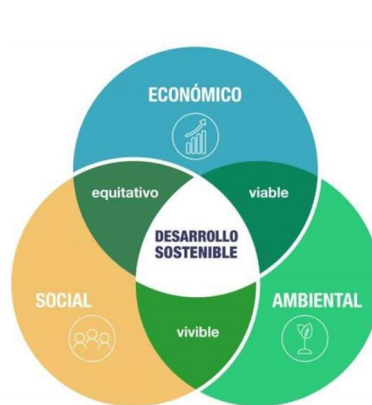 ECONÓMICO
equitativo
viable
DESARROLLO
SOSTENIBLE
SOCIAL
AMBIENTAL
vivible